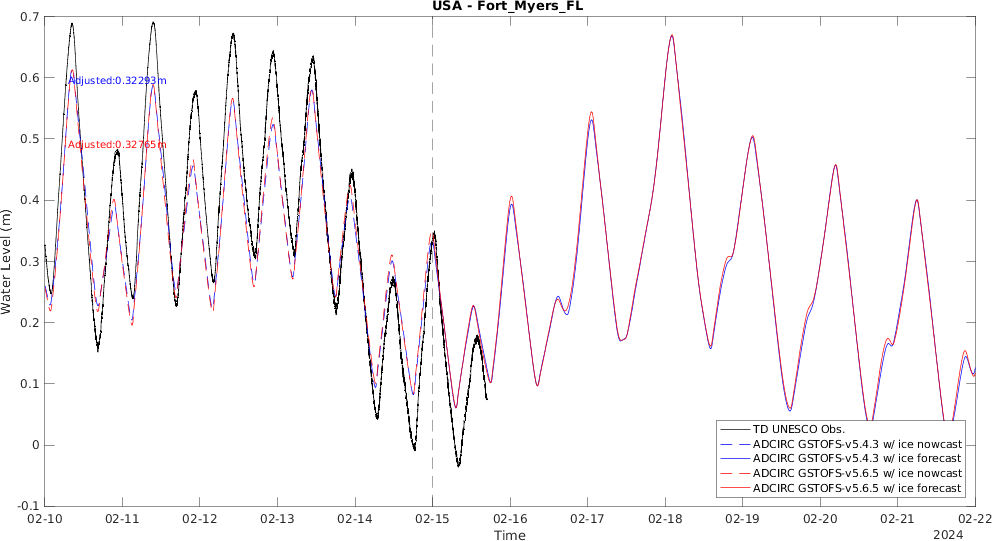 USA - Fort_Myers_FL
0.7
0.6
0.5
0.4
0.3
0.2
0.1
0
-0.1
Water Level (m)
Adjusted:0.32293m
Adjusted:0.32765m
TD UNESCO Obs.
ADCIRC GSTOFS-v5.4.3 w/ ice nowcast
ADCIRC GSTOFS-v5.4.3 w/ ice forecast
ADCIRC GSTOFS-v5.6.5 w/ ice nowcast
ADCIRC GSTOFS-v5.6.5 w/ ice forecast
02-10 02-11 02-12 02-13 02-14 02-15 02-16 02-17 02-18 02-19 02-20 02-21 02-22
Time
2024